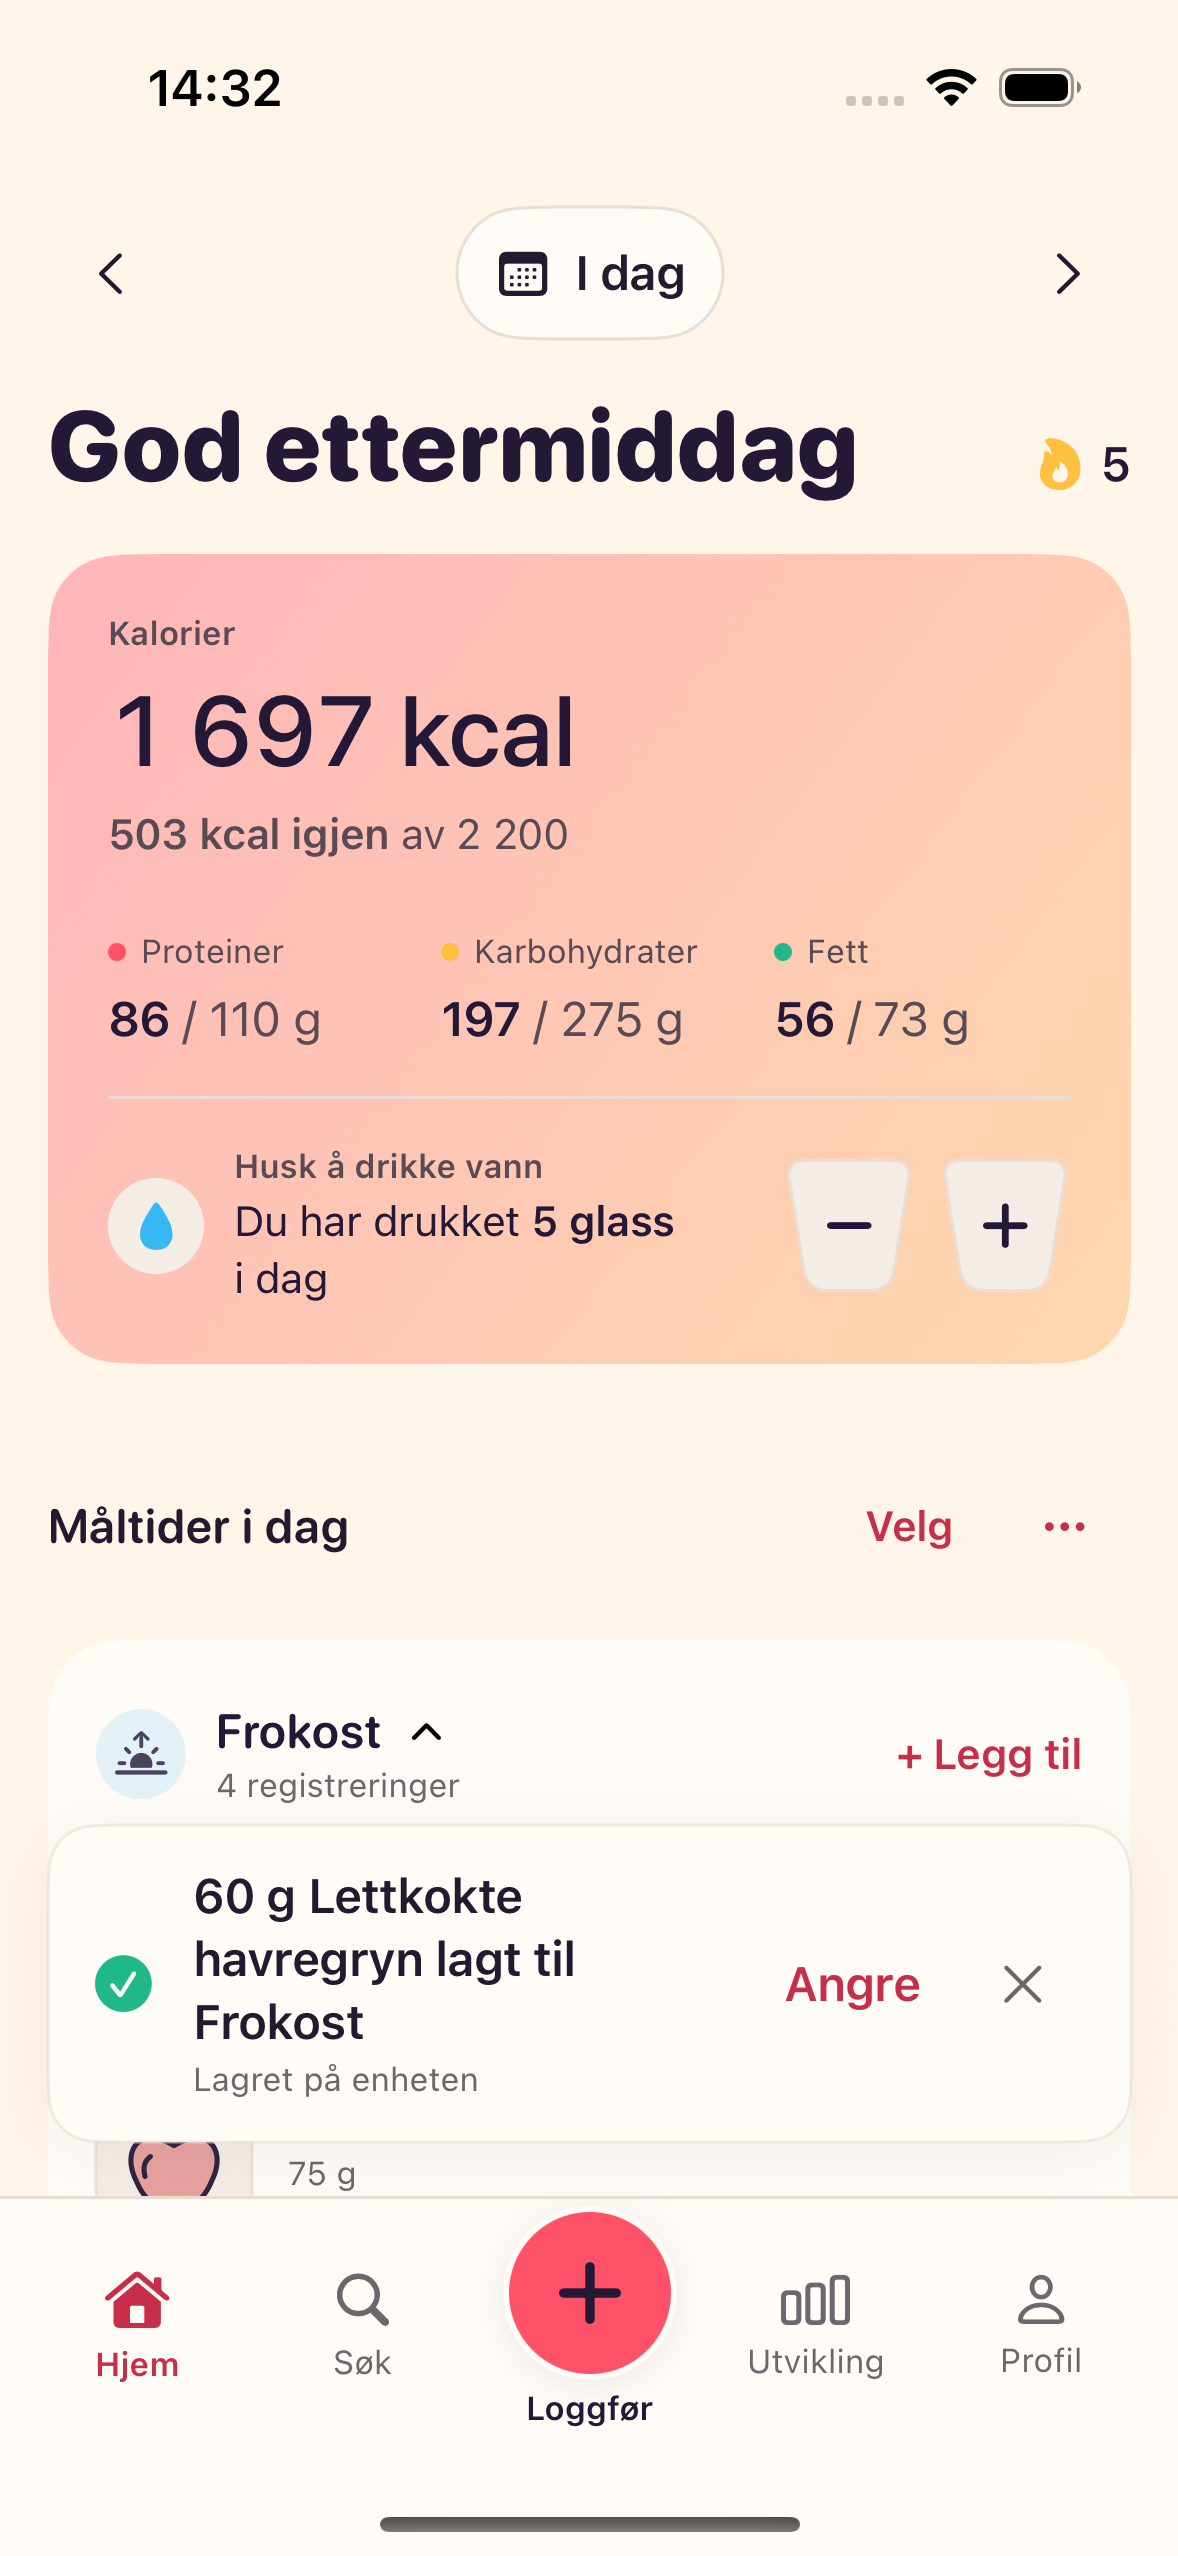 14:32
I dag
God ettermiddag
5
Kalorier
1 697 kcal
503 kcal igjen av 2 200
Proteiner
86 / 110 g
Karbohydrater
197 / 275 g
Fett
56 / 73 g
Husk å drikke vann
Du har drukket 5 glass
i dag
Måltider i dag
Velg
Frokost
4 registreringer
+ Legg til
60 g Lettkokte
havregryn lagt til
Frokost
Lagret på enheten
Angre
75 g
Hjem
Søk
Loggfør
Utvikling
Profil